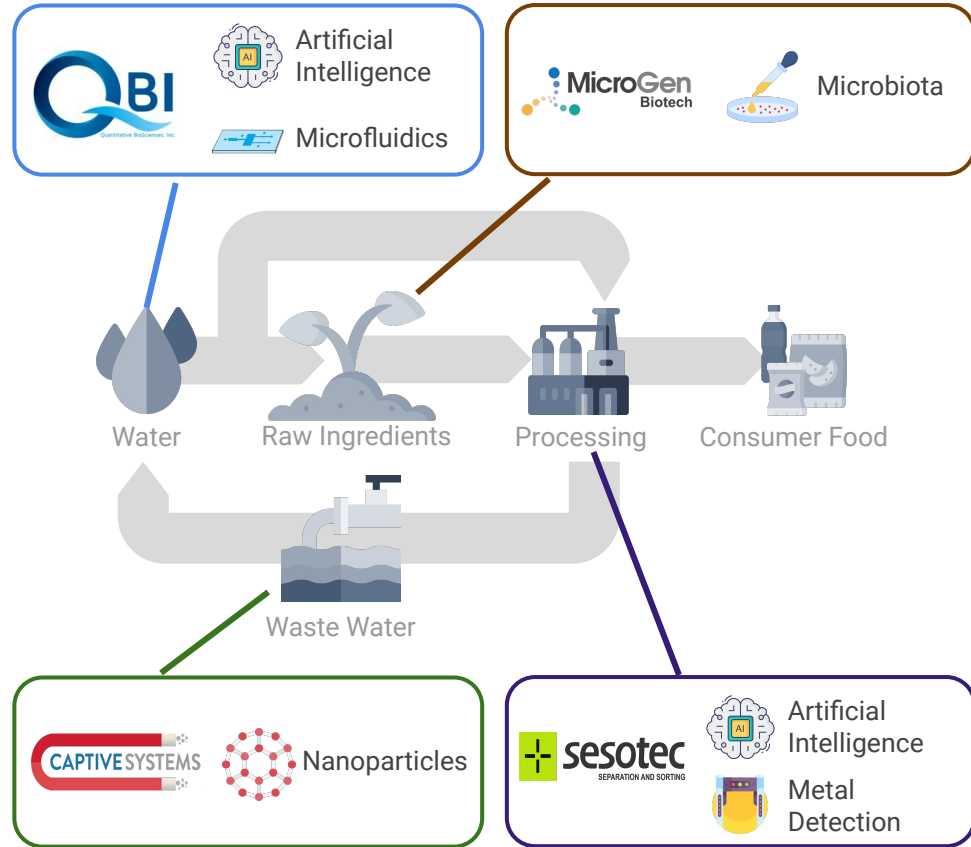 QBI
Quantitative BioSciences, Inc.
Artificial
Intelligence
AI
Microfluidics
MicroGen
Biotech
Microbiota
Water
Raw Ingredients
Processing
Consumer Food
Waste Water
CAPTIVE SYSTEMS
Nanoparticles
sesotec
SEPARATION AND SORTING
Artificial
Intelligence
AI
Metal
Detection